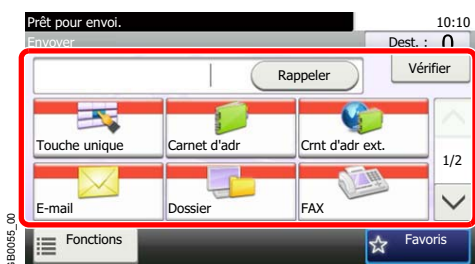 Prêt pour envoi. 10:10
Envoyer Dest. : 0
Rappeler Vérifier
Touche unique Carnet d'adr Crnt d'adr ext.
1/2
E-mail Dossier FAX
Fonctions Favoris